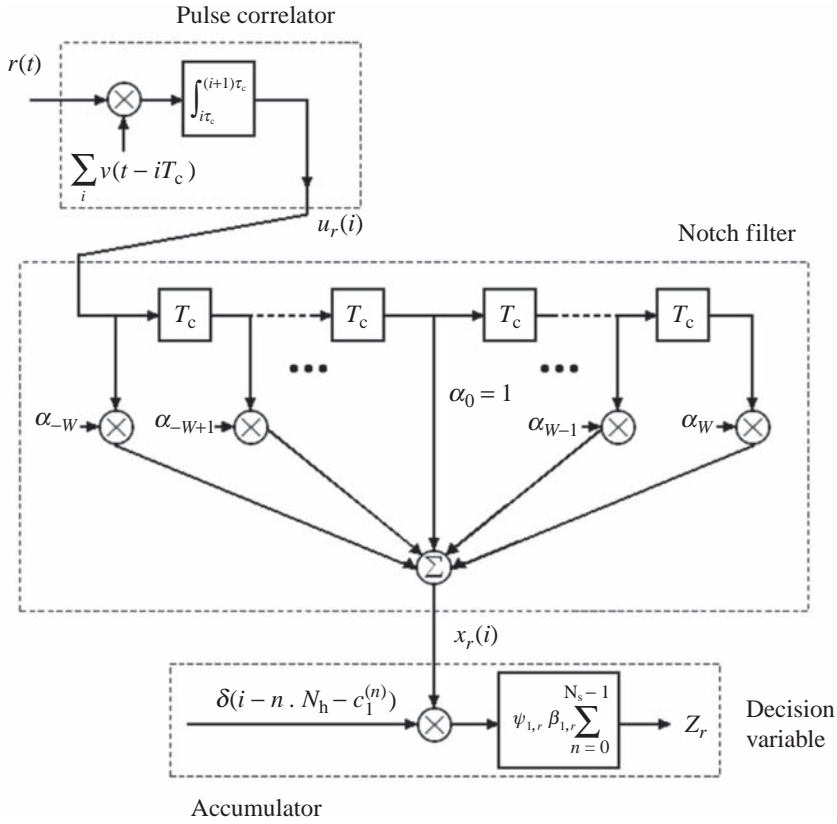 Pulse correlator
r(t)
∫_{iτ_c}^{(i+1)τ_c}
∑_i v(t − iT_c)
u_r(i)
Notch filter
T_c T_c T_c T_c
••• •••
α_0 = 1
α_{−W} α_{−W+1} α_{W−1} α_W
Σ
x_r(i)
δ(i − n . N_h − c_1^{(n)})
ψ_{1,r} β_{1,r} ∑_{n = 0}^{N_s − 1}
Z_r
Decision
variable
Accumulator